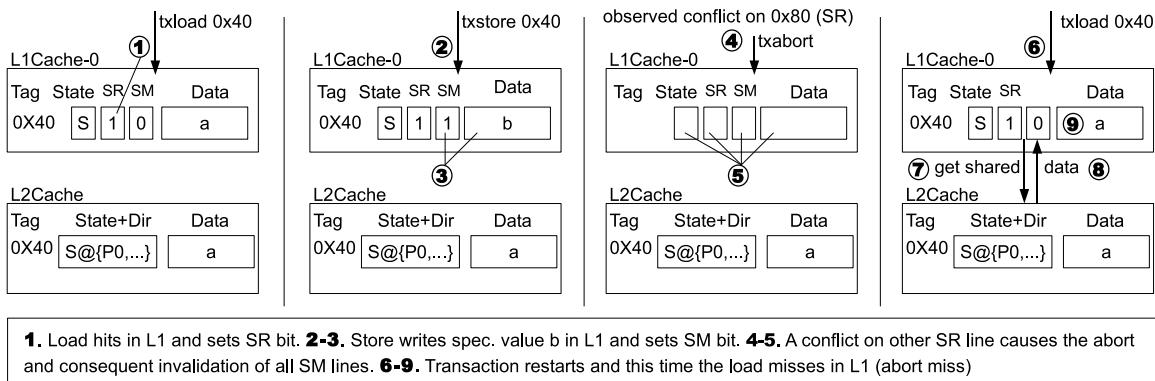 txload 0x40
1
L1Cache-0
Tag State SR SM Data
0X40 S 1 0 a
L2Cache
Tag State+Dir Data
0X40 S@{P0,...} a
txstore 0x40
2
L1Cache-0
Tag State SR SM Data
0X40 S 1 1 b
3
L2Cache
Tag State+Dir Data
0X40 S@{P0,...} a
observed conflict on 0x80 (SR)
4 txabort
L1Cache-0
Tag State SR SM Data
5
L2Cache
Tag State+Dir Data
0X40 S@{P0,...} a
txload 0x40
6
L1Cache-0
Tag State SR Data
0X40 S 1 0 9 a
7 get shared data 8
L2Cache
Tag State+Dir Data
0X40 S@{P0,...} a
1. Load hits in L1 and sets SR bit. 2-3. Store writes spec. value b in L1 and sets SM bit. 4-5. A conflict on other SR line causes the abort
and consequent invalidation of all SM lines. 6-9. Transaction restarts and this time the load misses in L1 (abort miss)